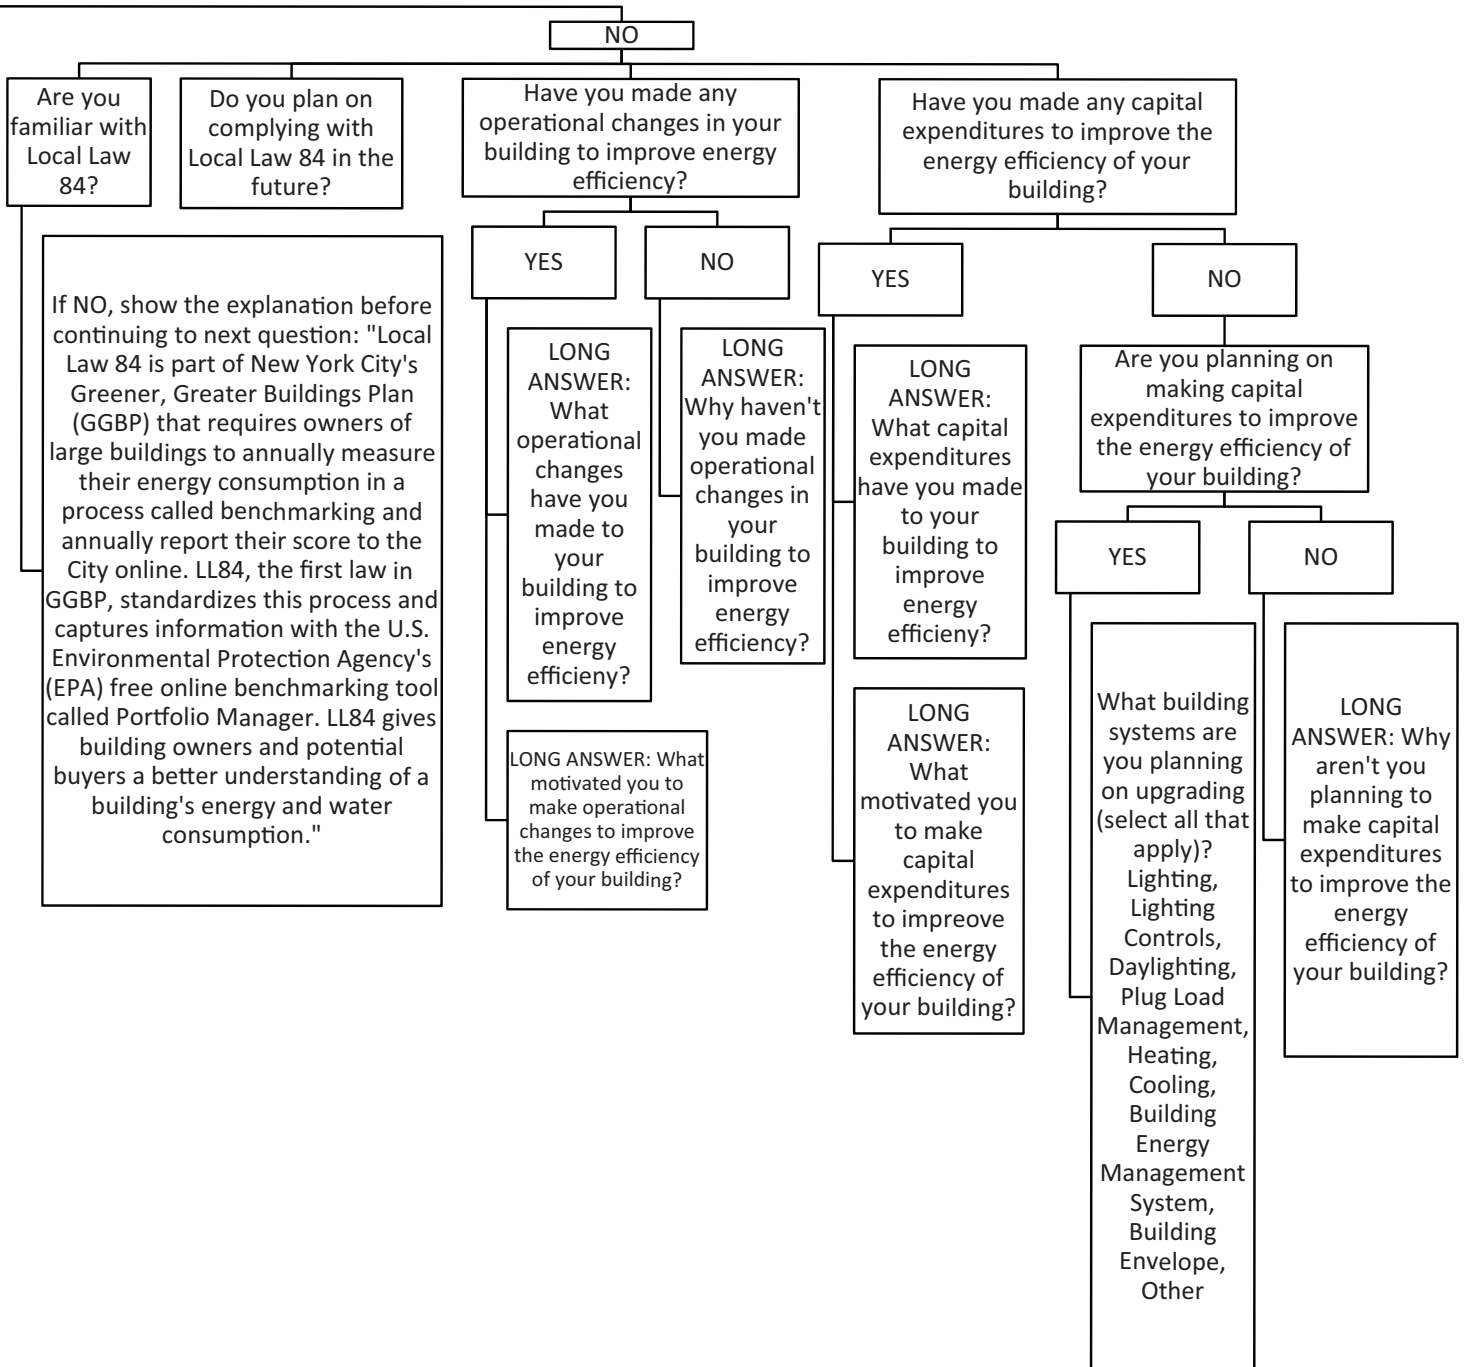 NO
Are you
familiar with
Local Law
84?
Do you plan on
complying with
Local Law 84 in the
future?
Have you made any
operational changes in your
building to improve energy
efficiency?
Have you made any capital
expenditures to improve the
energy efficiency of your
building?
If NO, show the explanation before
continuing to next question: "Local
Law 84 is part of New York City's
Greener, Greater Buildings Plan
(GGBP) that requires owners of
large buildings to annually measure
their energy consumption in a
process called benchmarking and
annually report their score to the
City online. LL84, the first law in
GGBP, standardizes this process and
captures information with the U.S.
Environmental Protection Agency's
(EPA) free online benchmarking tool
called Portfolio Manager. LL84 gives
building owners and potential
buyers a better understanding of a
building's energy and water
consumption."
YES
LONG
ANSWER:
What
operational
changes
have you
made to
your
building to
improve
energy
efficieny?
LONG ANSWER: What
motivated you to
make operational
changes to improve
the energy efficiency
of your building?
NO
LONG
ANSWER:
Why haven't
you made
operational
changes in
your
building to
improve
energy
efficiency?
YES
LONG
ANSWER:
What capital
expenditures
have you made
to your
building to
improve
energy
efficieny?
LONG
ANSWER:
What
motivated you
to make
capital
expenditures
to impreove
the energy
efficiency of
your building?
NO
Are you planning on
making capital
expenditures to improve
the energy efficiency of
your building?
YES
What building
systems are
you planning
on upgrading
(select all that
apply)?
Lighting,
Lighting
Controls,
Daylighting,
Plug Load
Management,
Heating,
Cooling,
Building
Energy
Management
System,
Building
Envelope,
Other
NO
LONG
ANSWER: Why
aren't you
planning to
make capital
expenditures
to improve the
energy
efficiency of
your building?